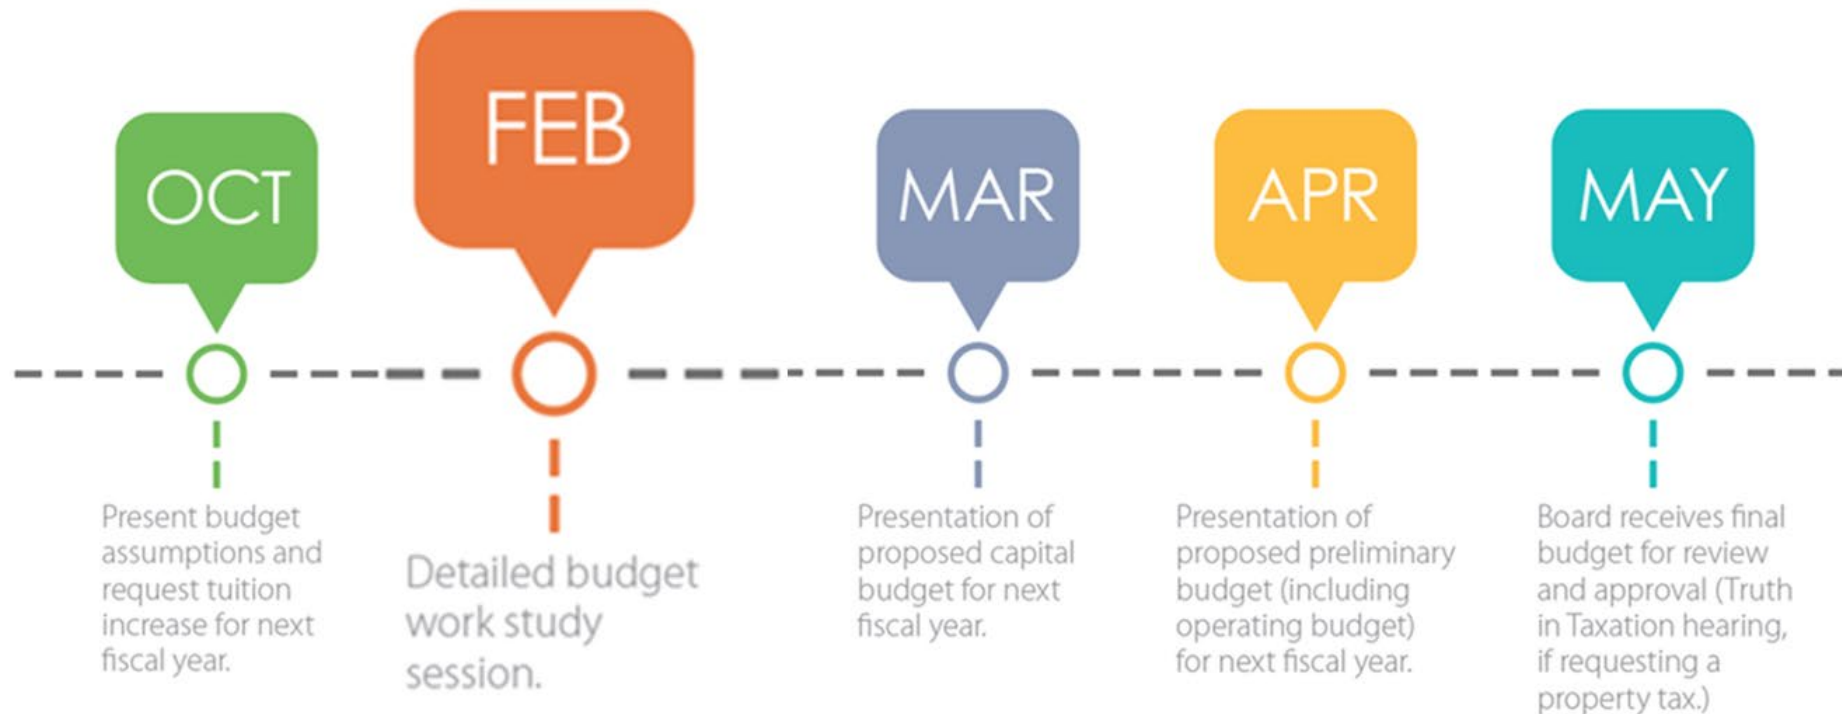 OCT
Present budget
assumptions and
request tuition
increase for next
fiscal year.
FEB
Detailed budget
work study
session.
MAR
Presentation of
proposed capital
budget for next
fiscal year.
APR
Presentation of
proposed preliminary
budget (including
operating budget)
for next fiscal year.
MAY
Board receives final
budget for review
and approval (Truth
in Taxation hearing,
if requesting a
property tax.)